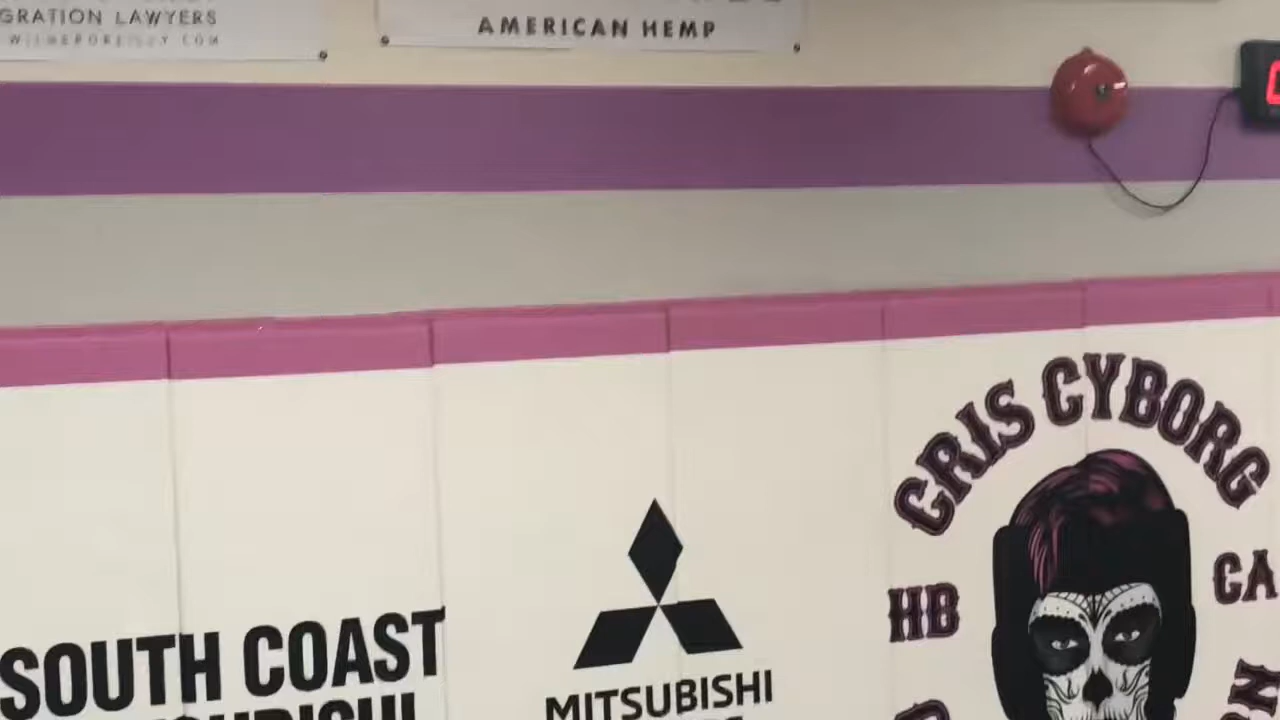 GRATION LAWYERS
AMERICAN HEMP
CRIS CYBORG
HB
CA
SOUTH COAST
MITSUBISHI